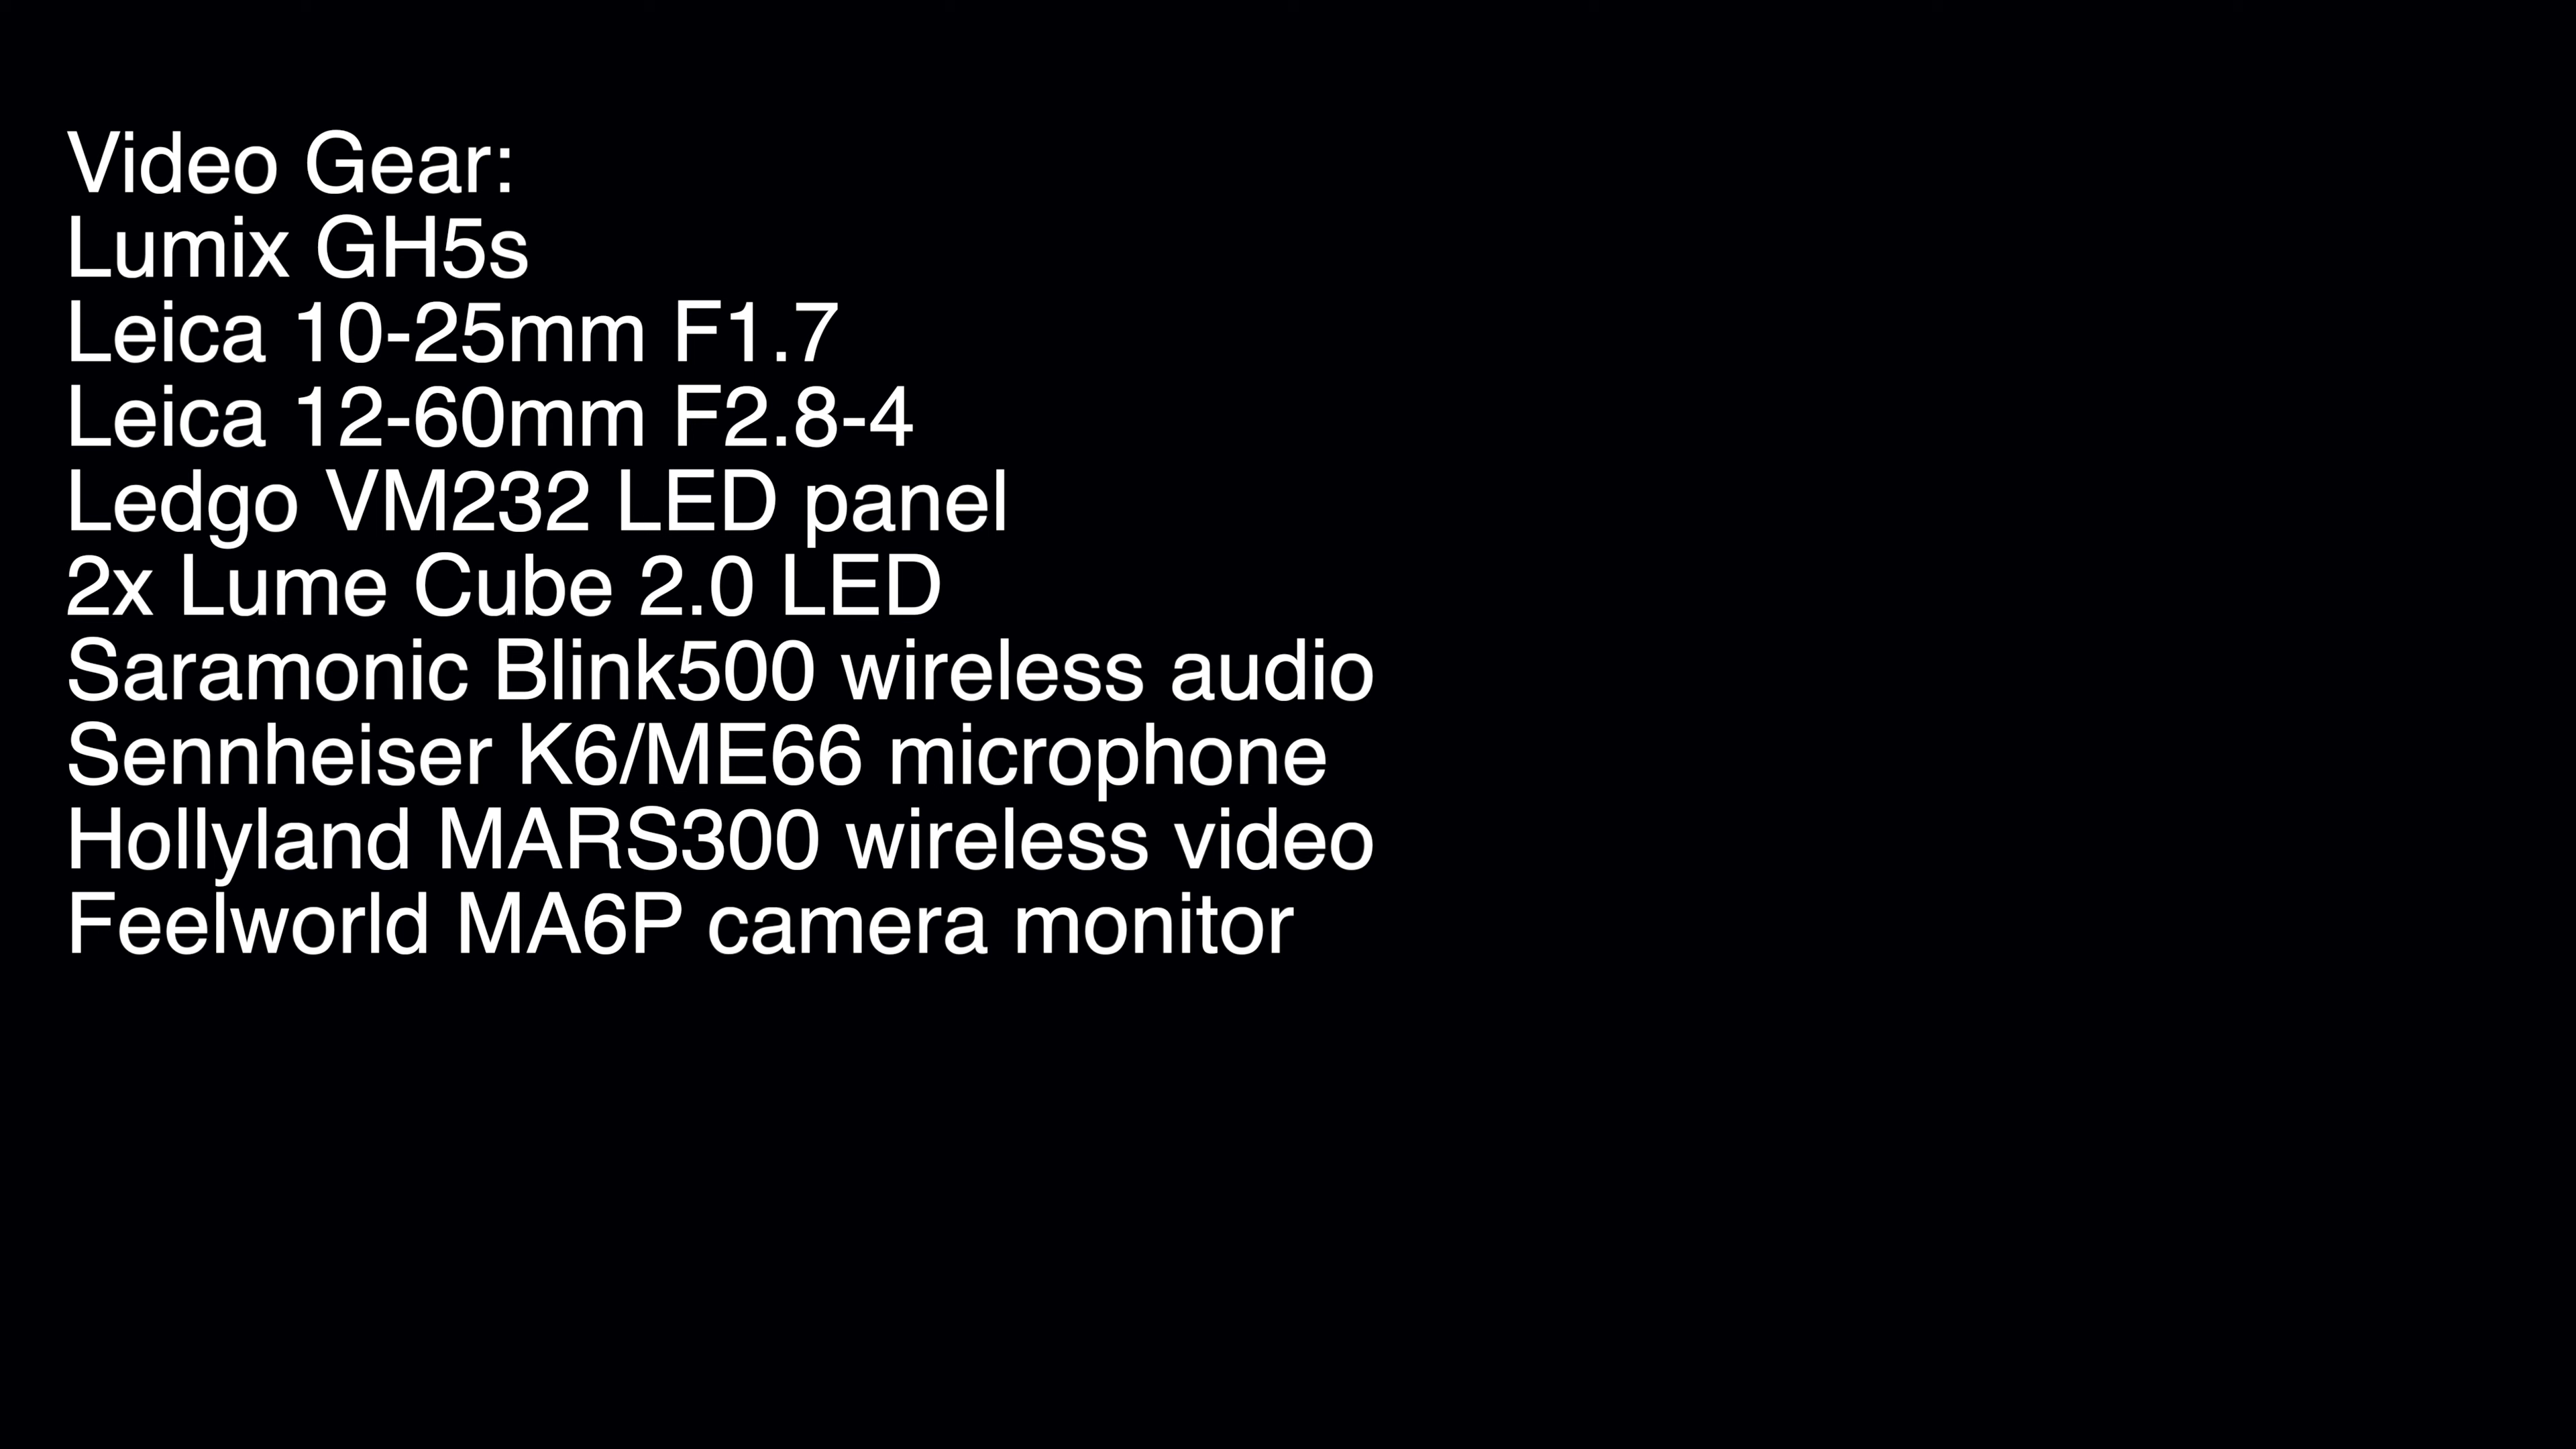 Video Gear:
Lumix GH5s
Leica 10-25mm F1.7
Leica 12-60mm F2.8-4
Ledgo VM232 LED panel
2x Lume Cube 2.0 LED
Saramonic Blink500 wireless audio
Sennheiser K6/ME66 microphone
Hollyland MARS300 wireless video
Feelworld MA6P camera monitor